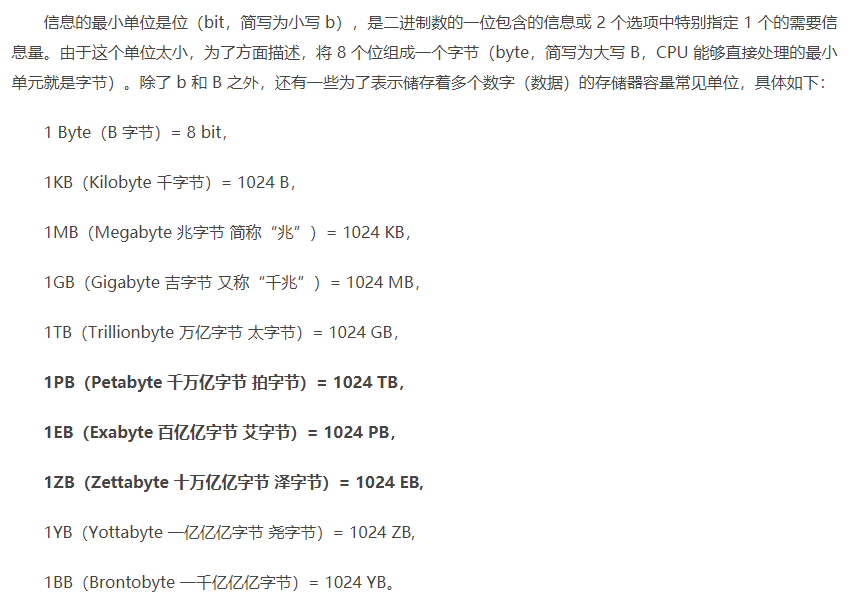 信息的最小单位是位（bit，简写为小写 b），是二进制数的一位包含的信息或 2 个选项中特别指定 1 个的需要信
息量。由于这个单位太小，为了方面描述，将 8 个位组成一个字节（byte，简写为大写 B，CPU 能够直接处理的最小
单元就是字节）。除了 b 和 B 之外，还有一些为了表示储存着多个数字（数据）的存储器容量常见单位，具体如下：
1 Byte（B 字节）= 8 bit，
1KB（Kilobyte 千字节）= 1024 B，
1MB（Megabyte 兆字节 简称“兆”）= 1024 KB，
1GB（Gigabyte 吉字节 又称“千兆”）= 1024 MB，
1TB（Trillionbyte 万亿字节 太字节）= 1024 GB，
1PB（Petabyte 千万亿字节 拍字节）= 1024 TB，
1EB（Exabyte 百亿亿字节 艾字节）= 1024 PB，
1ZB（Zettabyte 十万亿亿字节 泽字节）= 1024 EB,
1YB（Yottabyte 一亿亿亿字节 尧字节）= 1024 ZB,
1BB（Brontobyte 一千亿亿亿字节）= 1024 YB。